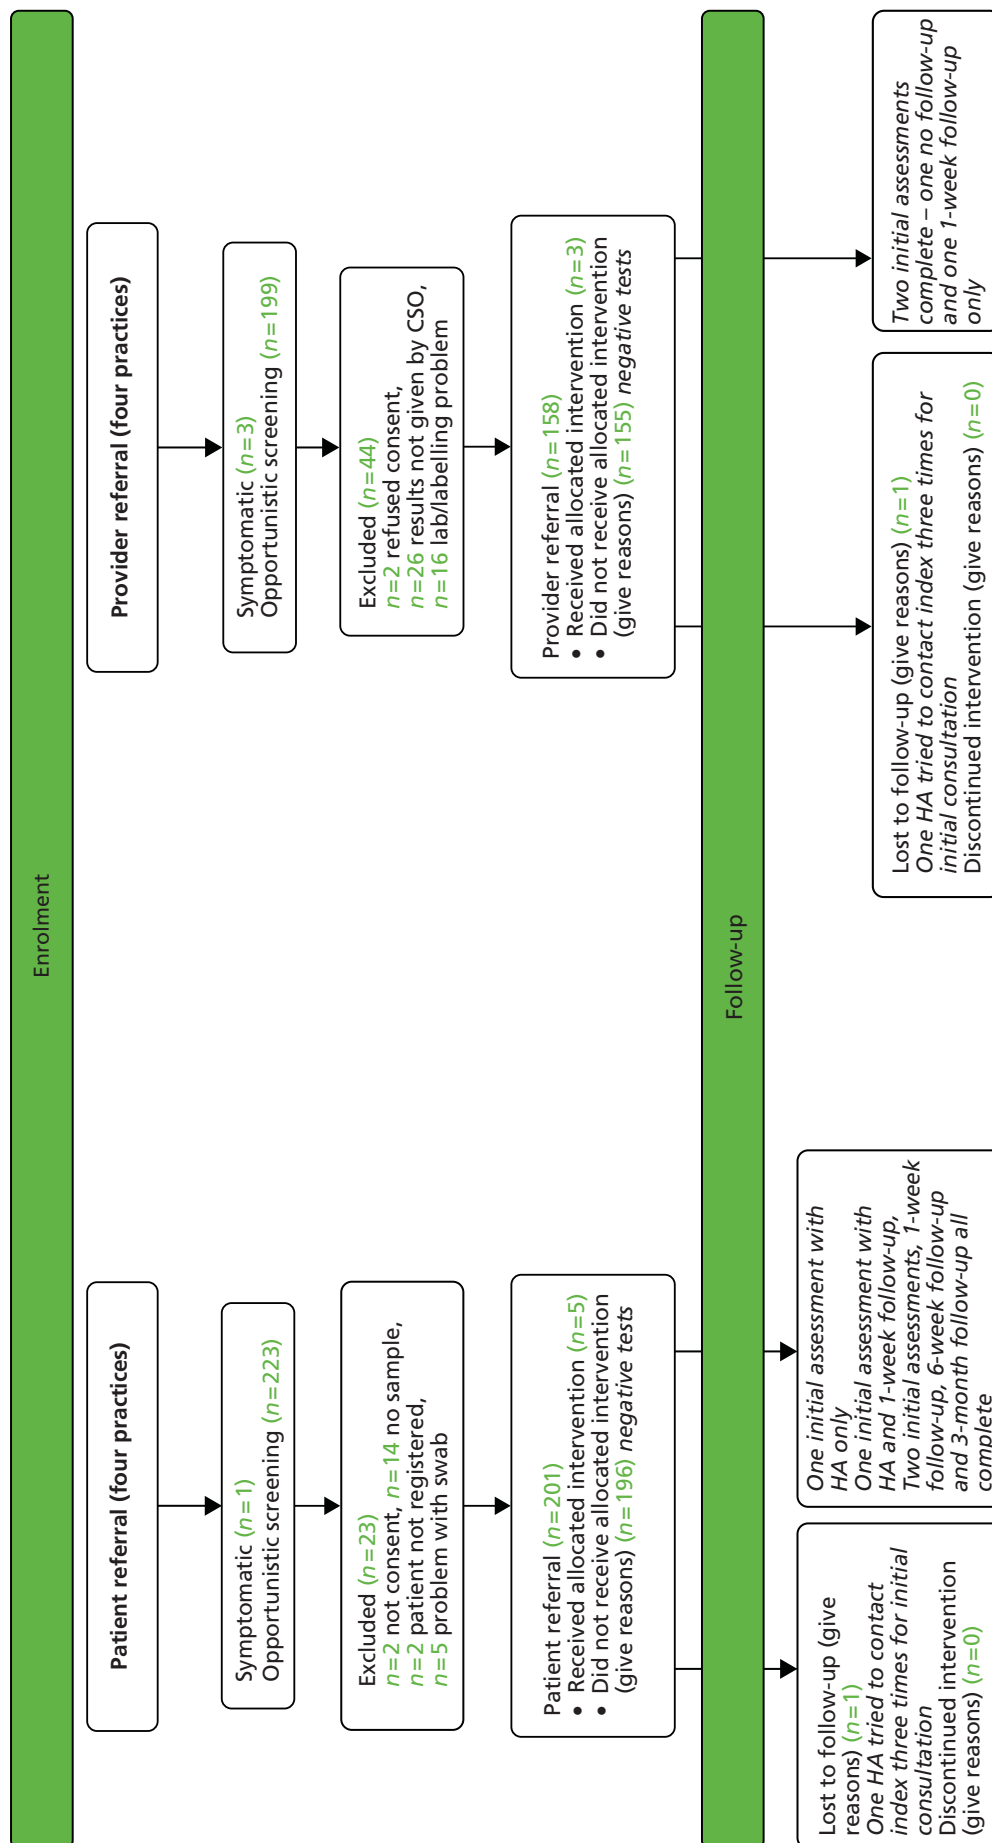 Enrolment
Patient referral (four practices)
Symptomatic (n=1)
Opportunistic screening (n=223)
Excluded (n=23)
n=2 not consent, n=14 no sample,
n=2 patient not registered,
n=5 problem with swab
Patient referral (n=201)
• Received allocated intervention (n=5)
• Did not receive allocated intervention
(give reasons) (n=196) negative tests
Provider referral (four practices)
Symptomatic (n=3)
Opportunistic screening (n=199)
Excluded (n=44)
n=2 refused consent,
n=26 results not given by CSO,
n=16 lab/labelling problem
Provider referral (n=158)
• Received allocated intervention (n=3)
• Did not receive allocated intervention
(give reasons) (n=155) negative tests
Follow-up
Lost to follow-up (give
reasons) (n=1)
One HA tried to contact
index three times for initial
consultation
Discontinued intervention
(give reasons) (n=0)
One initial assessment with
HA only
One initial assessment with
HA and 1-week follow-up,
Two initial assessments, 1-week
follow-up, 6-week follow-up
and 3-month follow-up all
complete
Lost to follow-up (give reasons) (n=1)
One HA tried to contact index three times for
initial consultation
Discontinued intervention (give reasons) (n=0)
Two initial assessments
complete – one no follow-up
and one 1-week follow-up
only